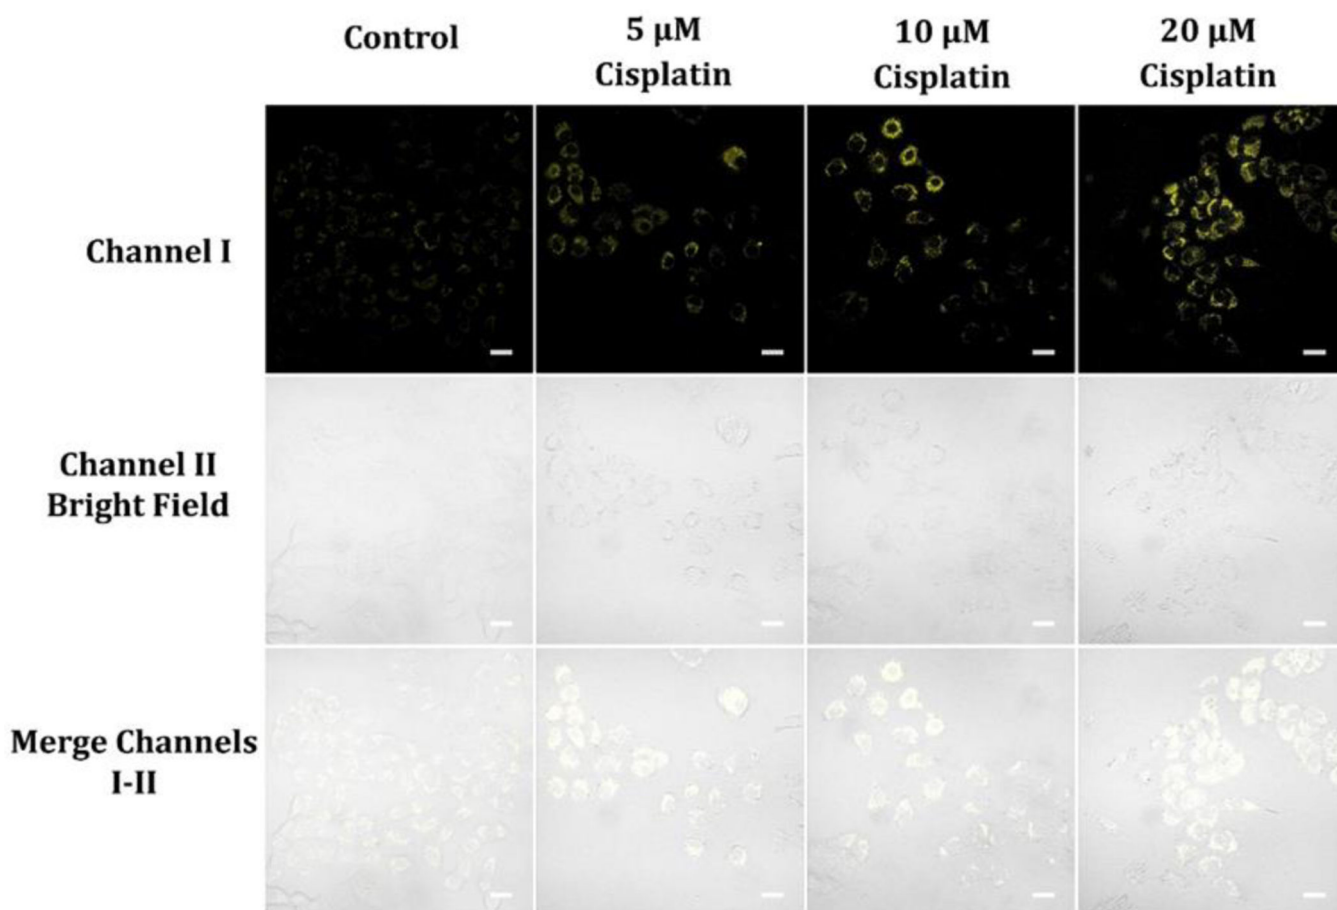 Control
5 μM
Cisplatin
10 μM
Cisplatin
20 μM
Cisplatin
Channel I
Channel II
Bright Field
Merge Channels
I-II